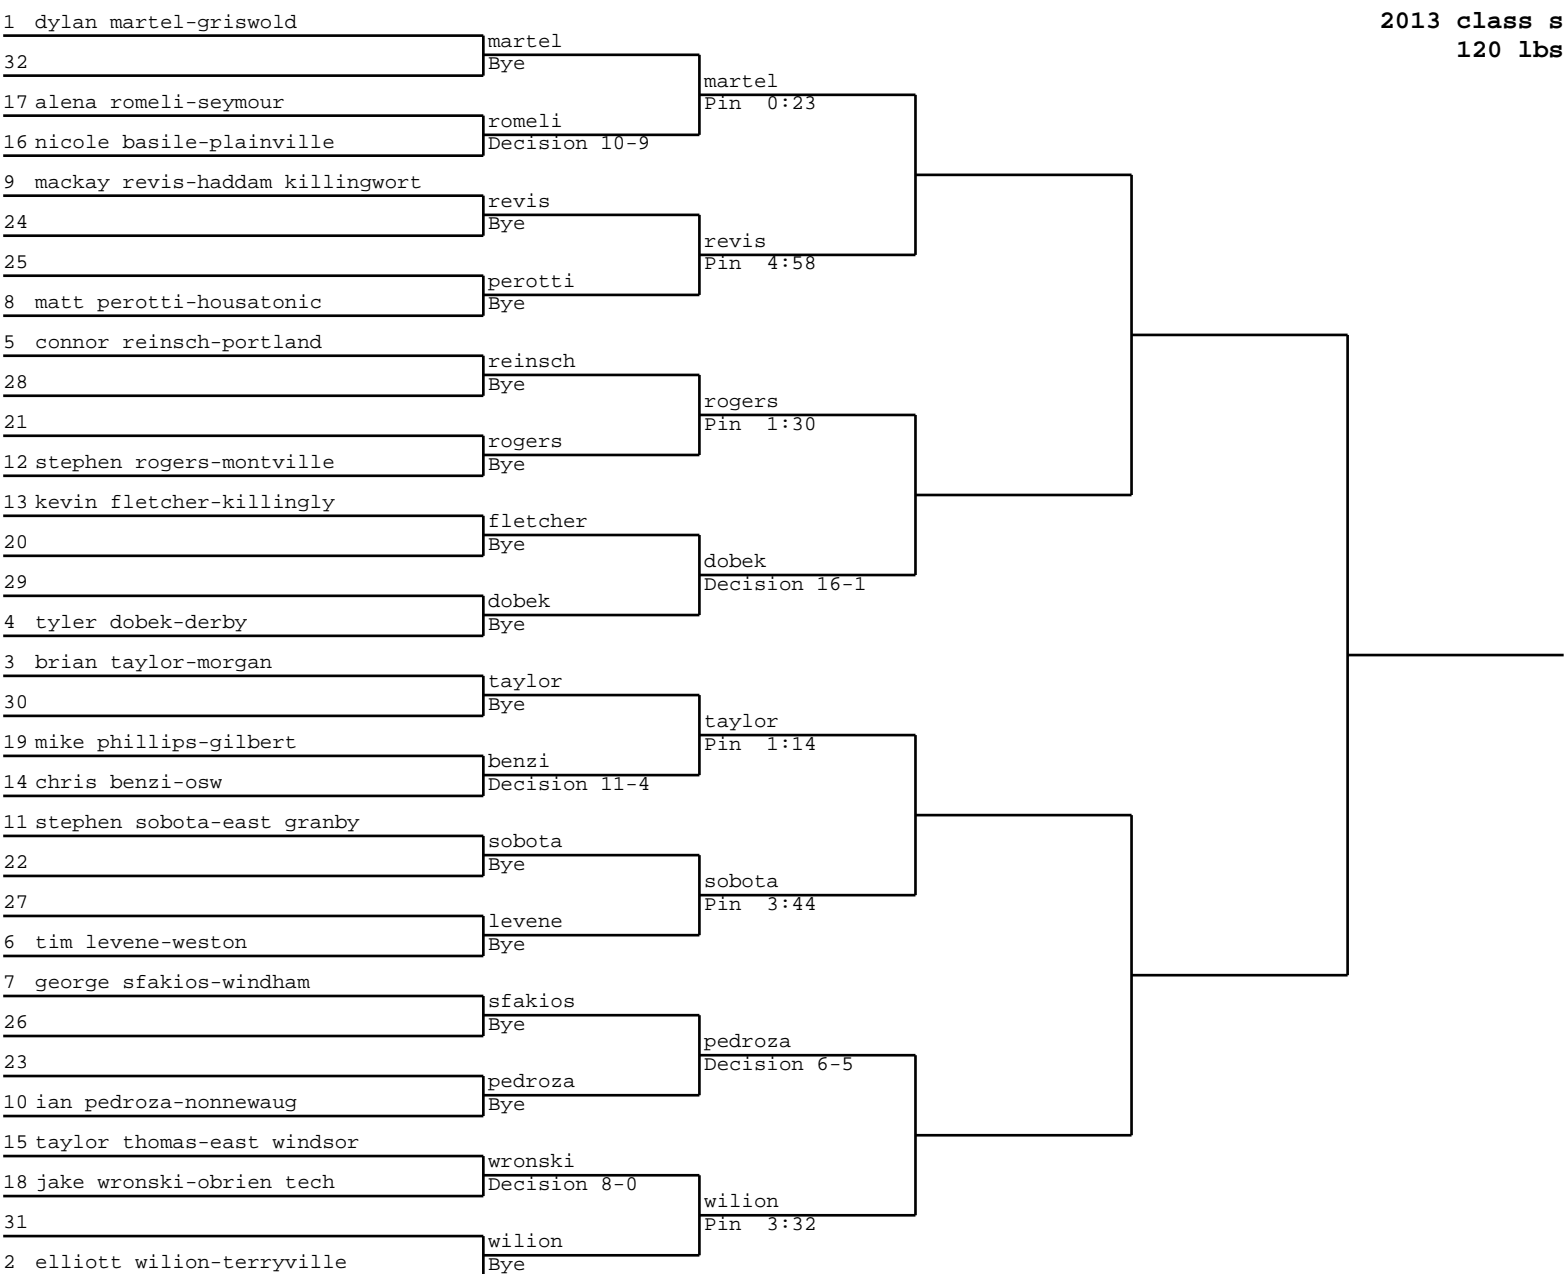 2013 class s
120 lbs
1 dylan martel-griswold
32
17 alena romeli-seymour
16 nicole basile-plainville
9 mackay revis-haddam killingwort
24
25
8 matt perotti-housatonic
5 connor reinsch-portland
28
21
12 stephen rogers-montville
13 kevin fletcher-killingly
20
29
4 tyler dobek-derby
3 brian taylor-morgan
30
19 mike phillips-gilbert
14 chris benzi-osw
11 stephen sobota-east granby
22
27
6 tim levene-weston
7 george sfakios-windham
26
23
10 ian pedroza-nonnewaug
15 taylor thomas-east windsor
18 jake wronski-obrien tech
31
2 elliott wilion-terryville
martel
Bye
romeli
Decision 10-9
revis
Bye
perotti
Bye
reinsch
Bye
rogers
Bye
fletcher
Bye
dobek
Bye
taylor
Bye
benzi
Decision 11-4
sobota
Bye
levene
Bye
sfakios
Bye
pedroza
Bye
wronski
Decision 8-0
wilion
Bye
martel
Pin 0:23
revis
Pin 4:58
rogers
Pin 1:30
dobek
Decision 16-1
taylor
Pin 1:14
sobota
Pin 3:44
pedroza
Decision 6-5
wilion
Pin 3:32